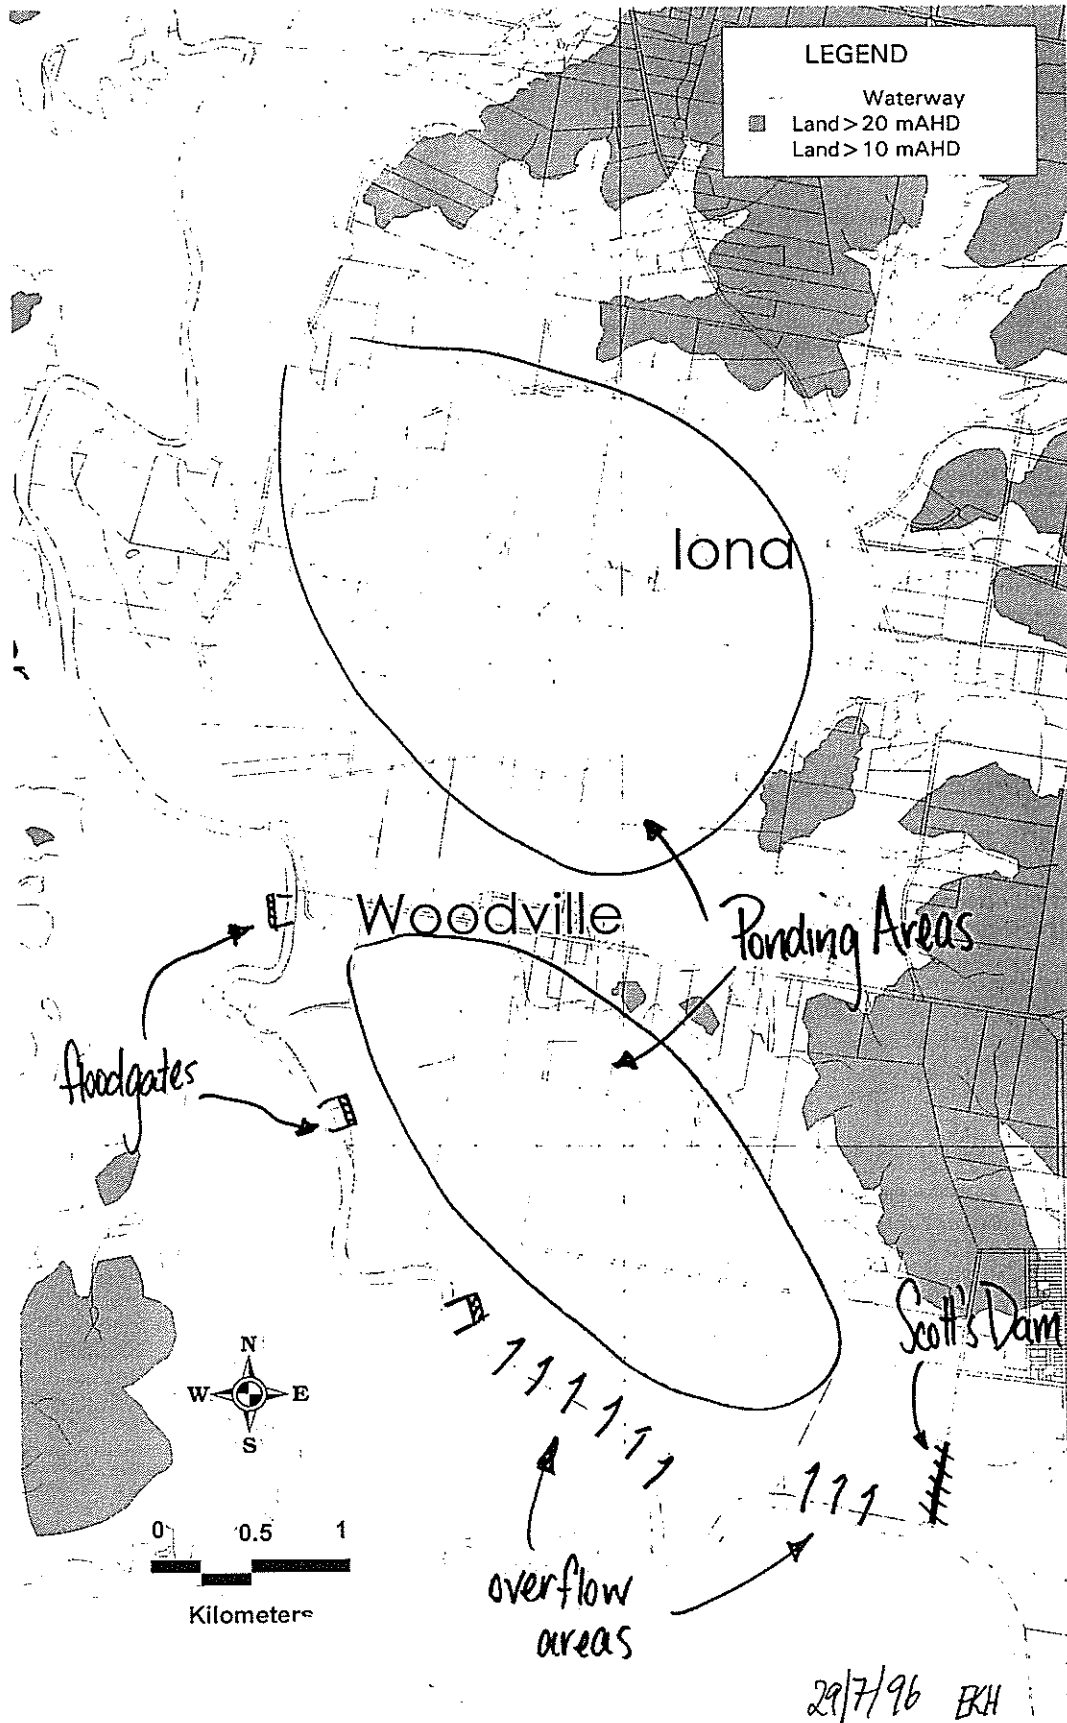 LEGEND
Waterway
Land > 20 mAHD
Land > 10 mAHD
Iona
Woodville
Ponding Areas
floodgates
Scott's Dam
N
W E
S
0 0.5 1
Kilometers
overflow
areas
29/7/96 EKH